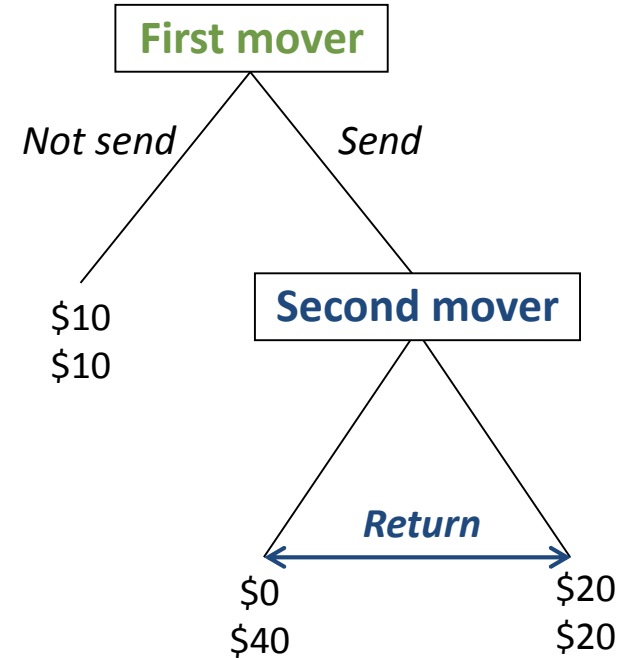 First mover
Not send
Send
Second mover
$10
$10
Return
$0
$40
$20
$20